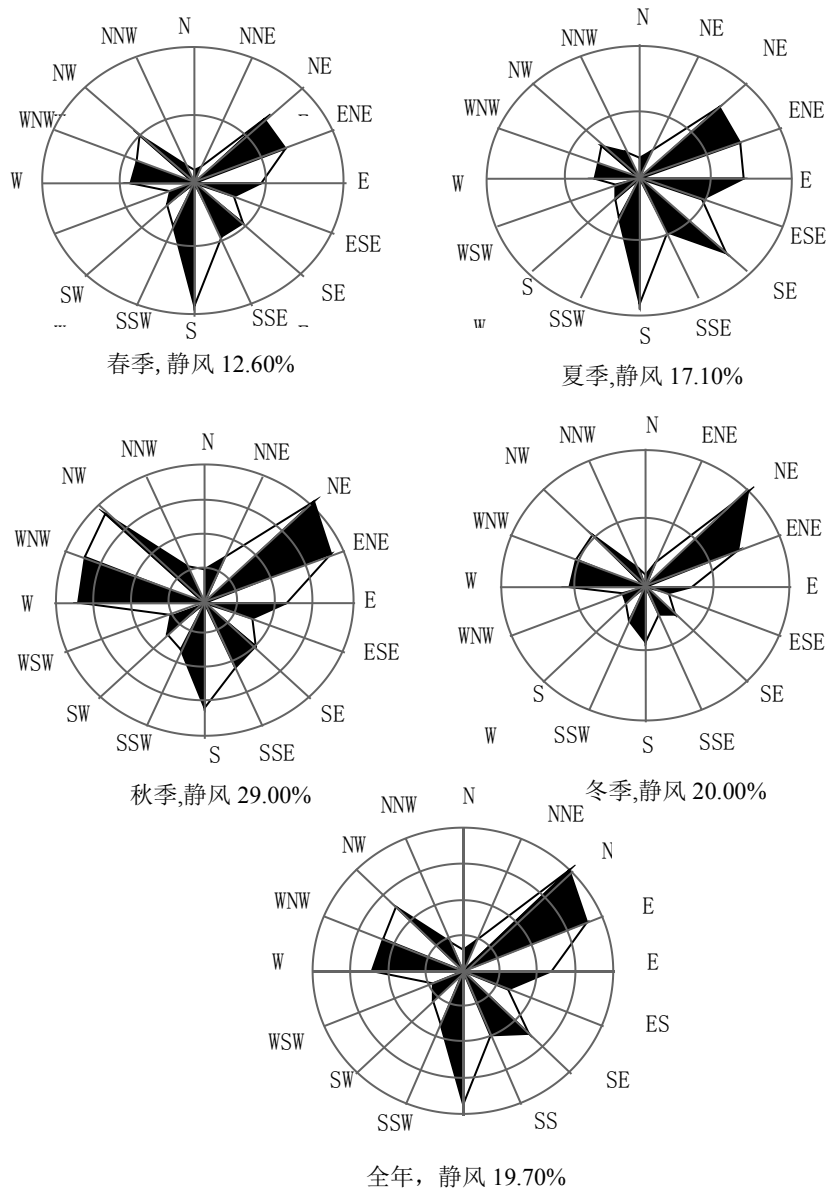 N
NNW NNE
NW NE
WNW ENE
W E
ESE
SW SE
SSW S SSE
春季, 静风 12.60%
N
NNW NE
NW NE
WNW ENE
W E
WSW ESE
S SE
SSW S SSE
W
夏季,静风 17.10%
N
NNW NNE
NW NE
WNW ENE
W E
WSW ESE
SW SE
SSW S SSE
秋季,静风 29.00%
N
NNW ENE
NW NE
WNW ENE
W E
WNW ESE
S SE
W SSW S SSE
冬季,静风 20.00%
N
NNW NNE
NW N
WNW E
W E
WSW ES
SW SE
SSW SS
全年，静风 19.70%